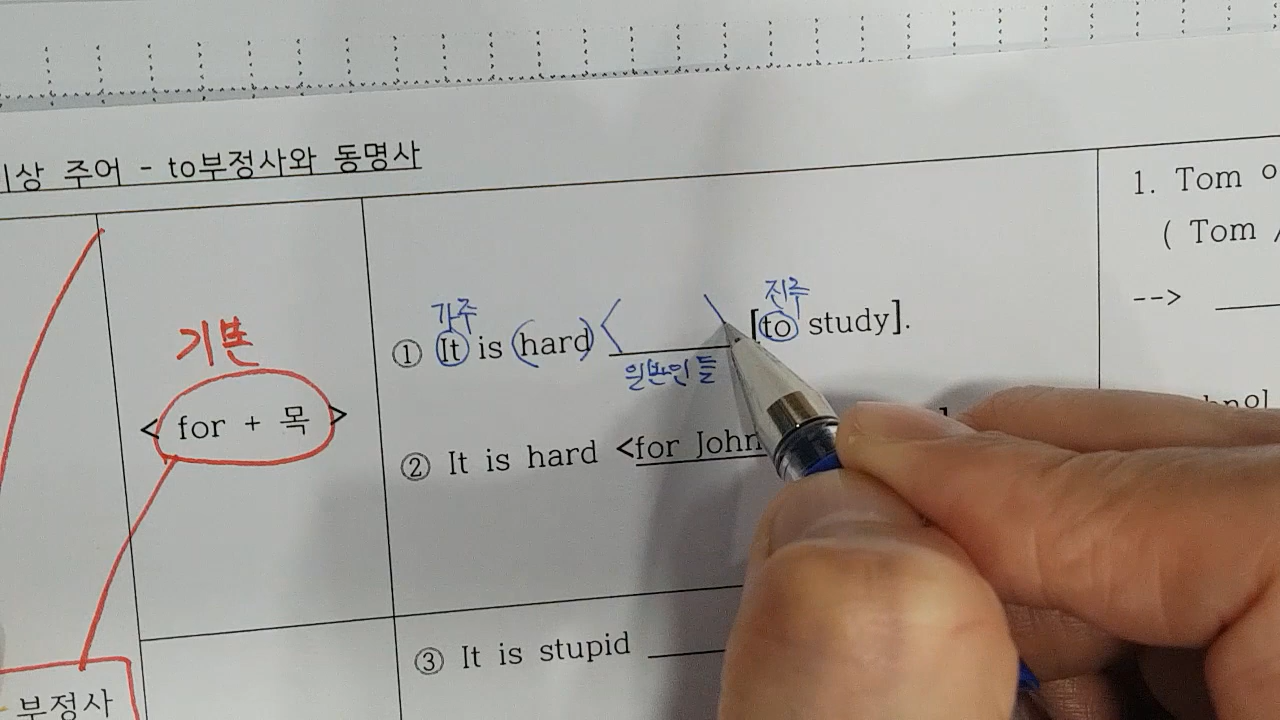 이상 주어 - to부정사와 동명사
기본
< for + 목 >
부정사
가주 진주
① It is (hard) < > [to study].
일반인들
② It is hard <for John
③ It is stupid
1. Tom
( Tom /
-->